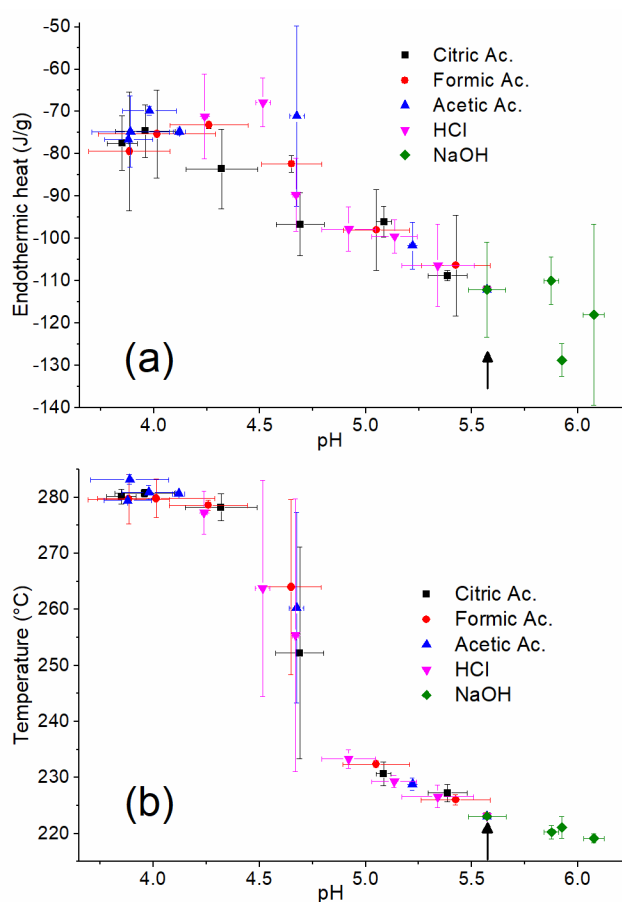 -50
-60
-70
-80
-90
-100
-110
-120
-130
-140
Endothermic heat (J/g)
Citric Ac.
Formic Ac.
Acetic Ac.
HCl
NaOH
(a)
4.0 4.5 5.0 5.5 6.0
pH
280
270
260
250
240
230
220
Temperature (°C)
Citric Ac.
Formic Ac.
Acetic Ac.
HCl
NaOH
(b)
4.0 4.5 5.0 5.5 6.0
pH